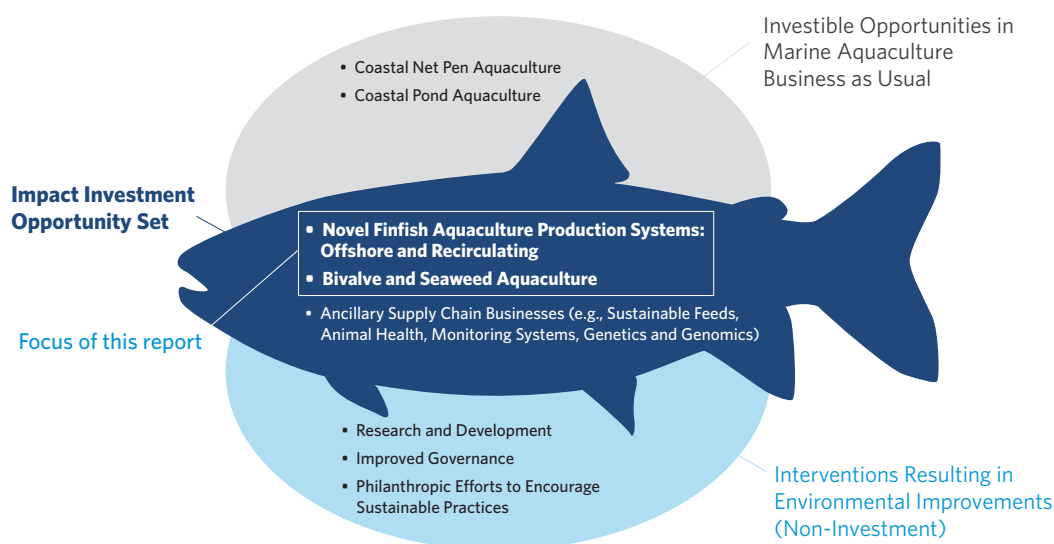 Investible Opportunities in
Marine Aquaculture
Business as Usual
▪ Coastal Net Pen Aquaculture
▪ Coastal Pond Aquaculture
Impact Investment
Opportunity Set
▪ Novel Finfish Aquaculture Production Systems:
Offshore and Recirculating
▪ Bivalve and Seaweed Aquaculture
▪ Ancillary Supply Chain Businesses (e.g., Sustainable Feeds,
Animal Health, Monitoring Systems, Genetics and Genomics)
Focus of this report
▪ Research and Development
▪ Improved Governance
▪ Philanthropic Efforts to Encourage
Sustainable Practices
Interventions Resulting in
Environmental Improvements
(Non-Investment)